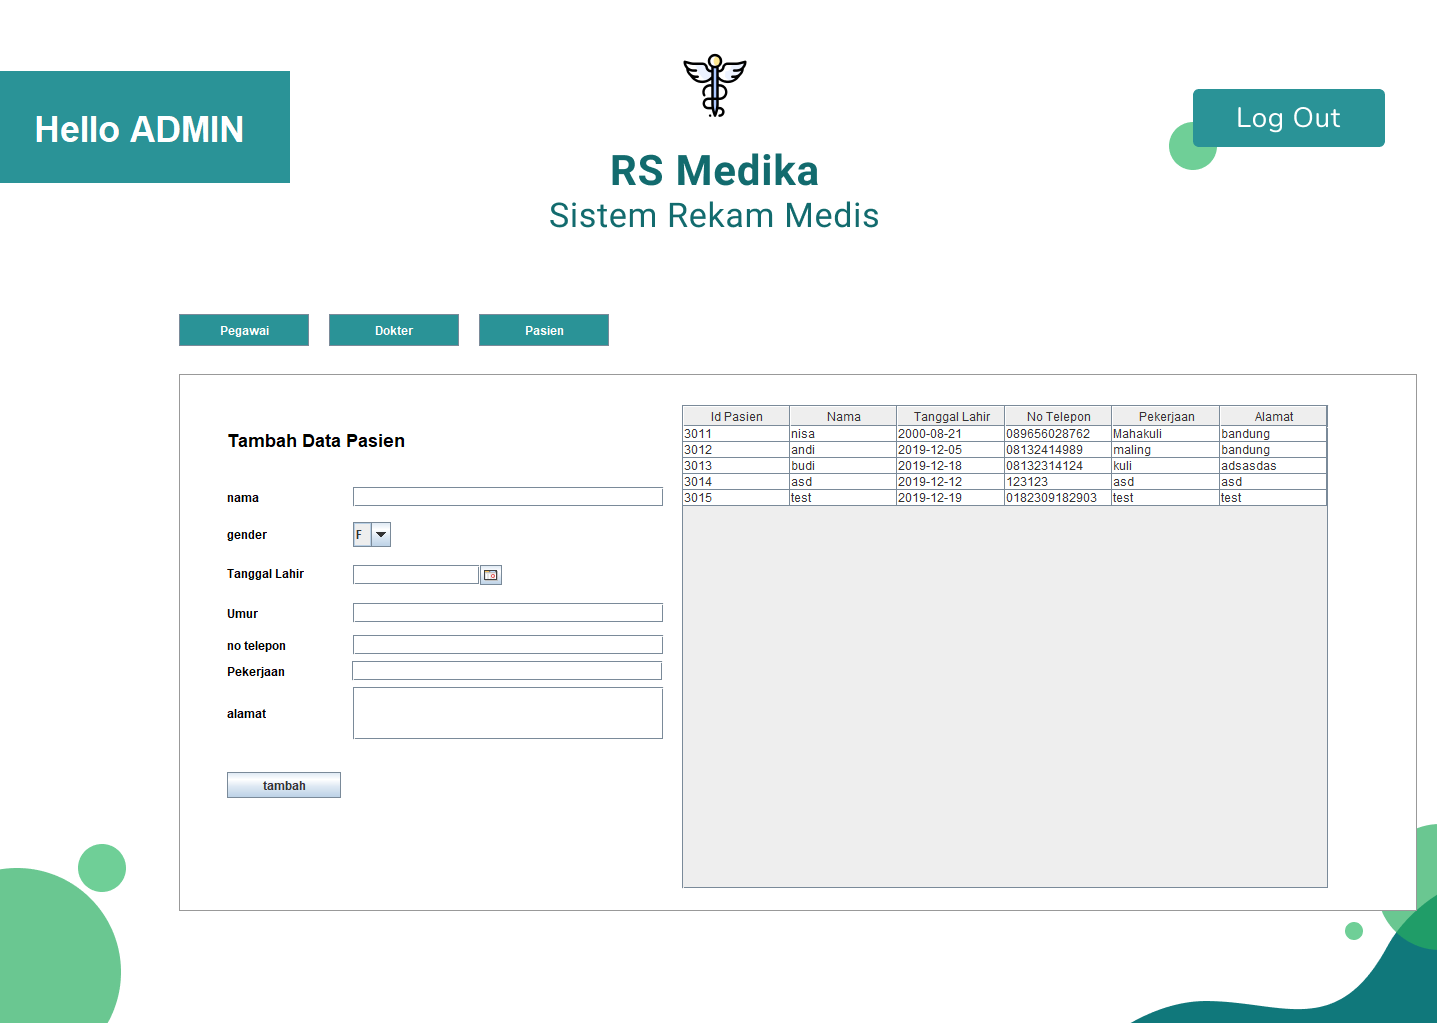 Hello ADMIN
Log Out
RS Medika
Sistem Rekam Medis
Pegawai Dokter Pasien
Tambah Data Pasien
nama
gender F
Tanggal Lahir
Umur
no telepon
Pekerjaan
alamat
tambah
Id Pasien Nama Tanggal Lahir No Telepon Pekerjaan Alamat
3011 nisa 2000-08-21 089656028762 Mahakuli bandung
3012 andi 2019-12-05 08132414989 maling bandung
3013 budi 2019-12-18 08132314124 kuli adsasdas
3014 asd 2019-12-12 123123 asd asd
3015 test 2019-12-19 0182309182903 test test